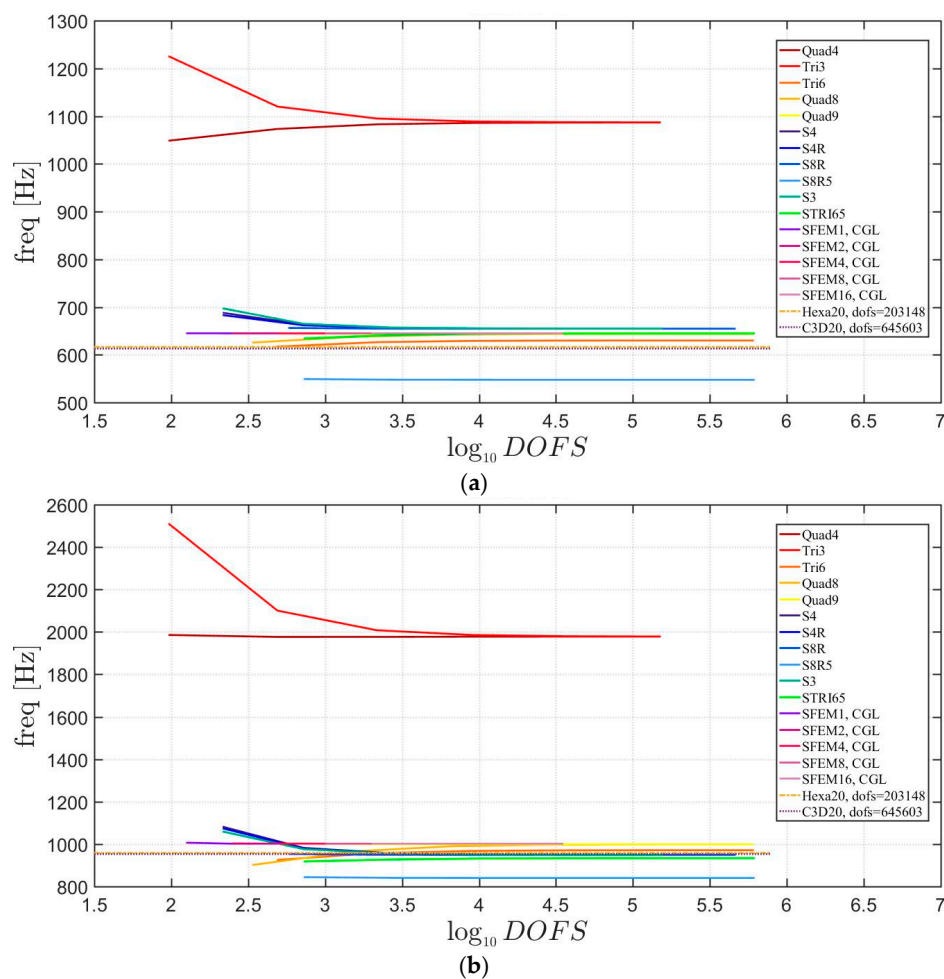 1300
1200
1100
1000
900
800
700
600
500
freq [Hz]
1.5 2 2.5 3 3.5 4 4.5 5 5.5 6 6.5 7
log₁₀ DOFS
Quad4
Tri3
Tri6
Quad8
Quad9
S4
S4R
S8R
S8R5
S3
STRI65
SFEM1, CGL
SFEM2, CGL
SFEM4, CGL
SFEM8, CGL
SFEM16, CGL
Hexa20, dofs=203148
C3D20, dofs=645603
(a)
2600
2400
2200
2000
1800
1600
1400
1200
1000
800
freq [Hz]
1.5 2 2.5 3 3.5 4 4.5 5 5.5 6 6.5 7
log₁₀ DOFS
Quad4
Tri3
Tri6
Quad8
Quad9
S4
S4R
S8R
S8R5
S3
STRI65
SFEM1, CGL
SFEM2, CGL
SFEM4, CGL
SFEM8, CGL
SFEM16, CGL
Hexa20, dofs=203148
C3D20, dofs=645603
(b)